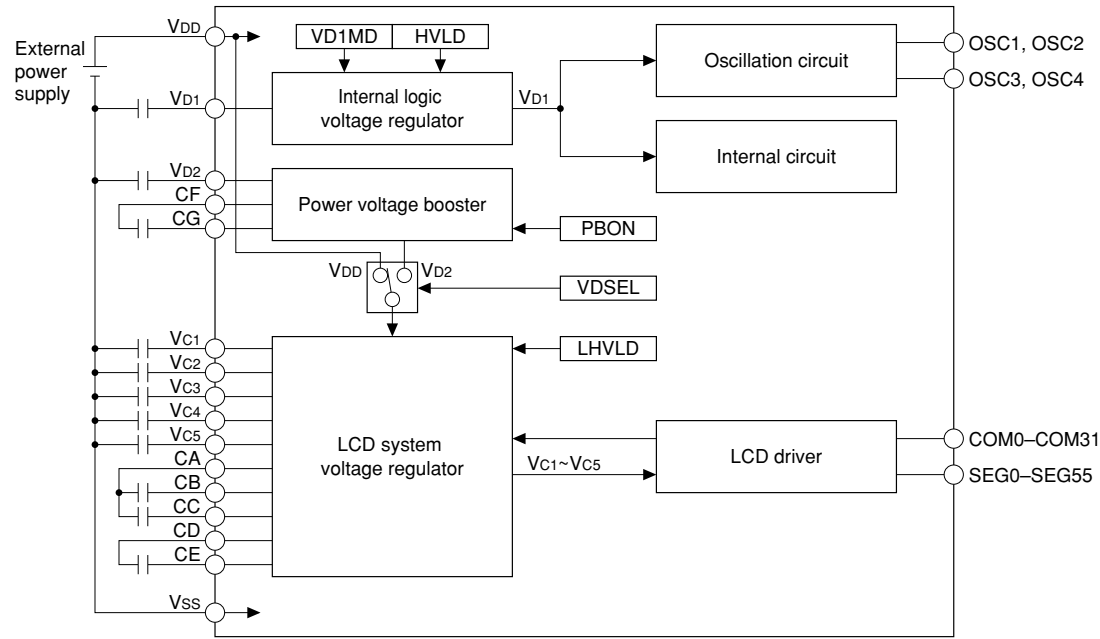 External
power
supply
VDD
VD1MD
HVLD
VD1
Internal logic
voltage regulator
VD1
Oscillation circuit
OSC1, OSC2
OSC3, OSC4
Internal circuit
VD2
CF
CG
Power voltage booster
PBON
VDD
VD2
VDSEL
LHVLD
VC1
VC2
VC3
VC4
VC5
CA
CB
CC
CD
CE
LCD system
voltage regulator
VC1~VC5
LCD driver
COM0–COM31
SEG0–SEG55
VSS